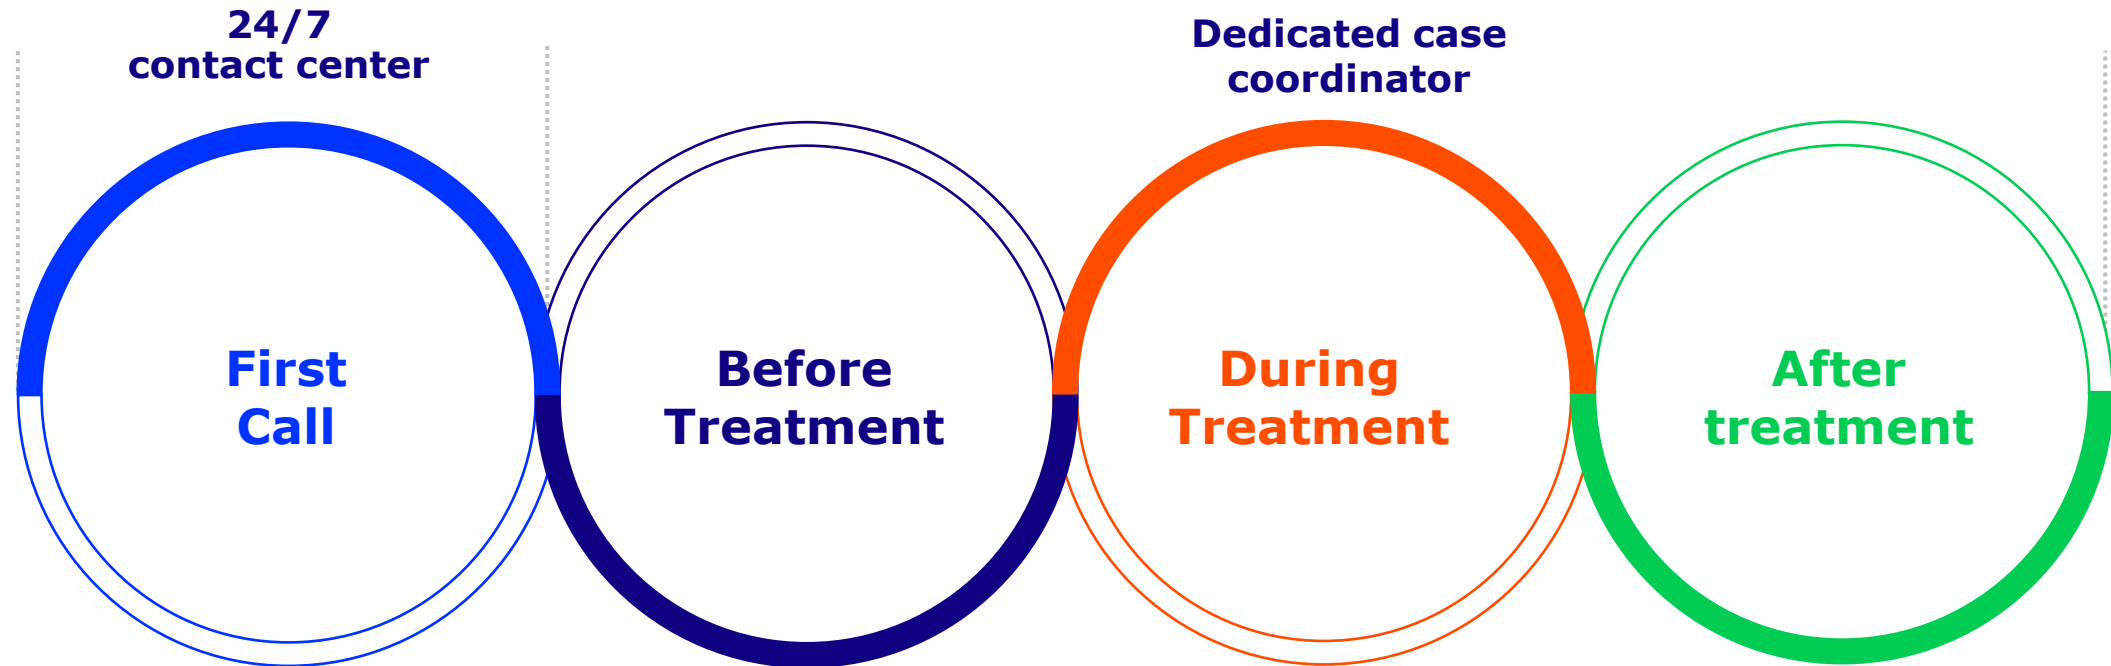 24/7
contact center
Dedicated case
coordinator
First
Call
Before
Treatment
During
Treatment
After
treatment